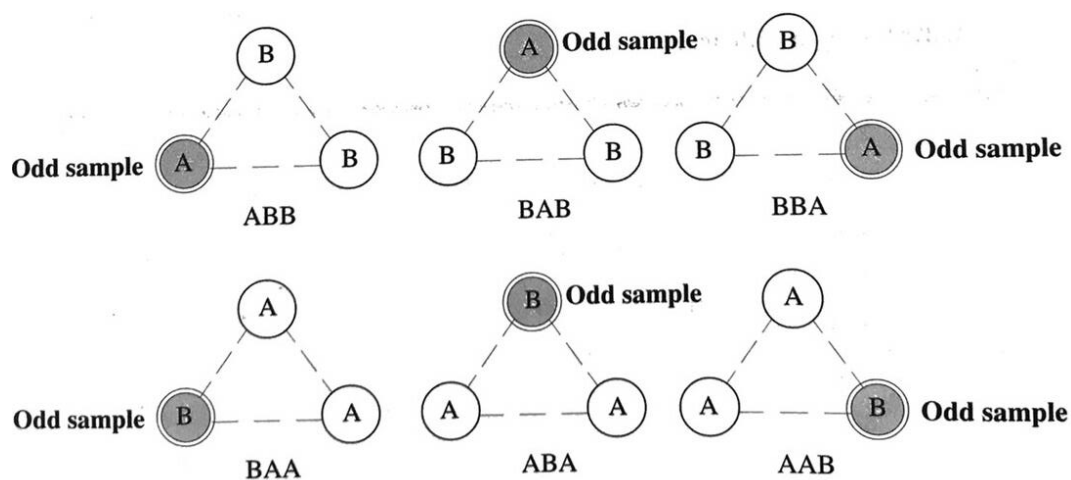 B
A Odd sample
B
Odd sample A B
B B
B A Odd sample
ABB
BAB
BBA
A
B Odd sample
A
Odd sample B A
A A
A B Odd sample
BAA
ABA
AAB